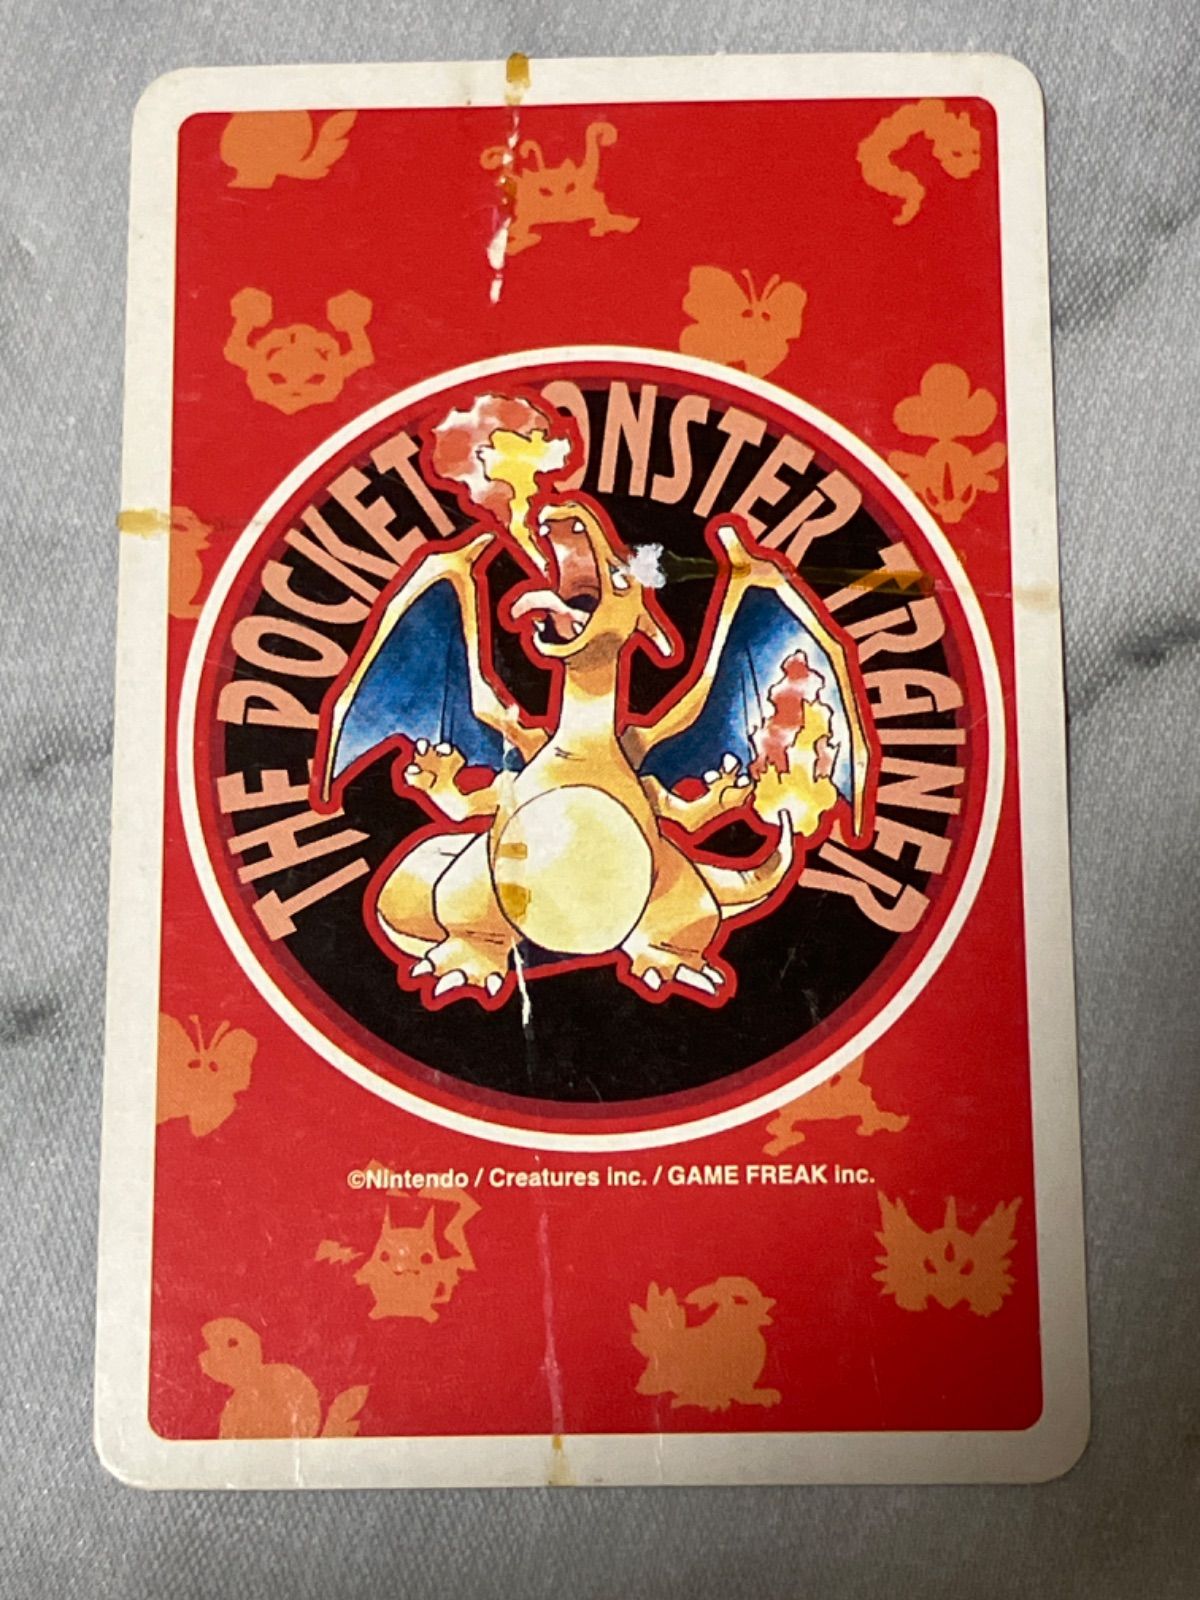 THE POCKET MONSTER TRAINER
©Nintendo / Creatures inc. / GAME FREAK inc.